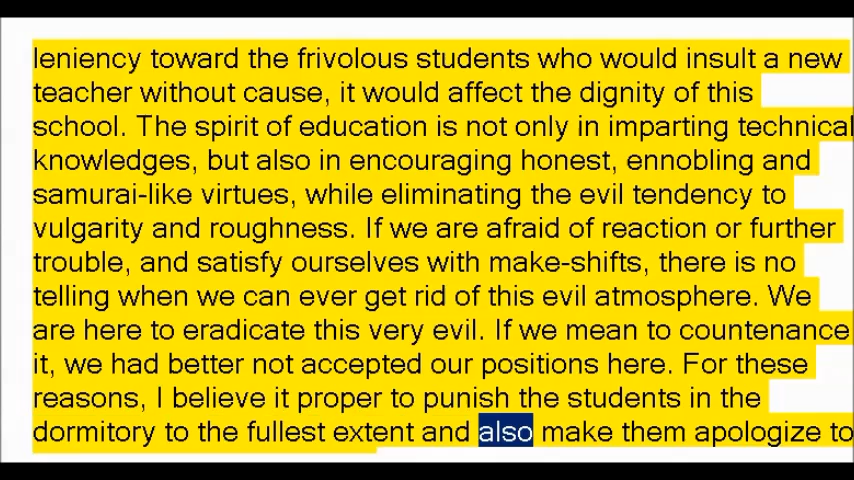 leniency toward the frivolous students who would insult a new
teacher without cause, it would affect the dignity of this
school. The spirit of education is not only in imparting technical
knowledges, but also in encouraging honest, ennobling and
samurai-like virtues, while eliminating the evil tendency to
vulgarity and roughness. If we are afraid of reaction or further
trouble, and satisfy ourselves with make-shifts, there is no
telling when we can ever get rid of this evil atmosphere. We
are here to eradicate this very evil. If we mean to countenance
it, we had better not accepted our positions here. For these
reasons, I believe it proper to punish the students in the
dormitory to the fullest extent and also make them apologize to